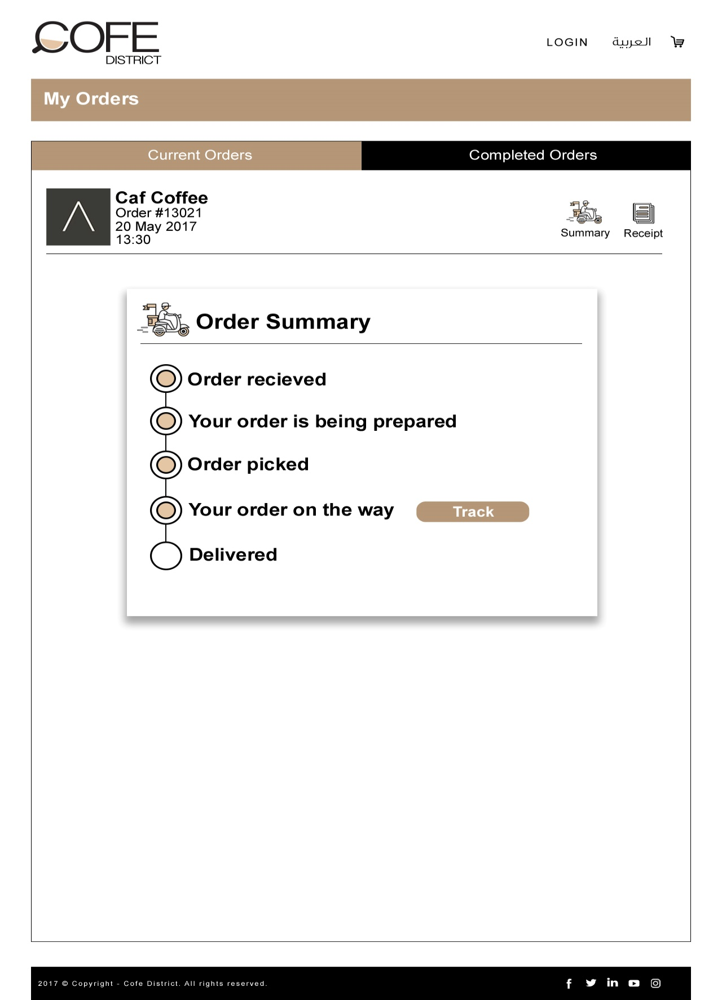 COFE
DISTRICT
LOGIN
العربية
My Orders
Current Orders
Completed Orders
Caf Coffee
Order #13021
20 May 2017
13:30
Summary
Receipt
Order Summary
Order recieved
Your order is being prepared
Order picked
Your order on the way
Track
Delivered
2017 © Copyright - Cofe District. All rights reserved.